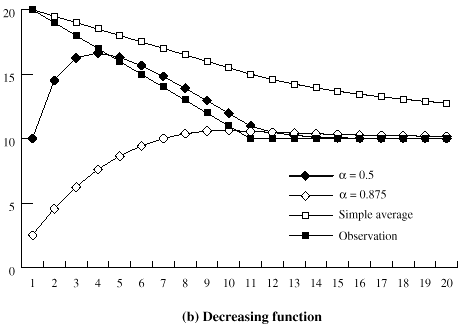 20
15
10
5
0
α = 0.5
α = 0.875
Simple average
Observation
1 2 3 4 5 6 7 8 9 10 11 12 13 14 15 16 17 18 19 20
(b) Decreasing function